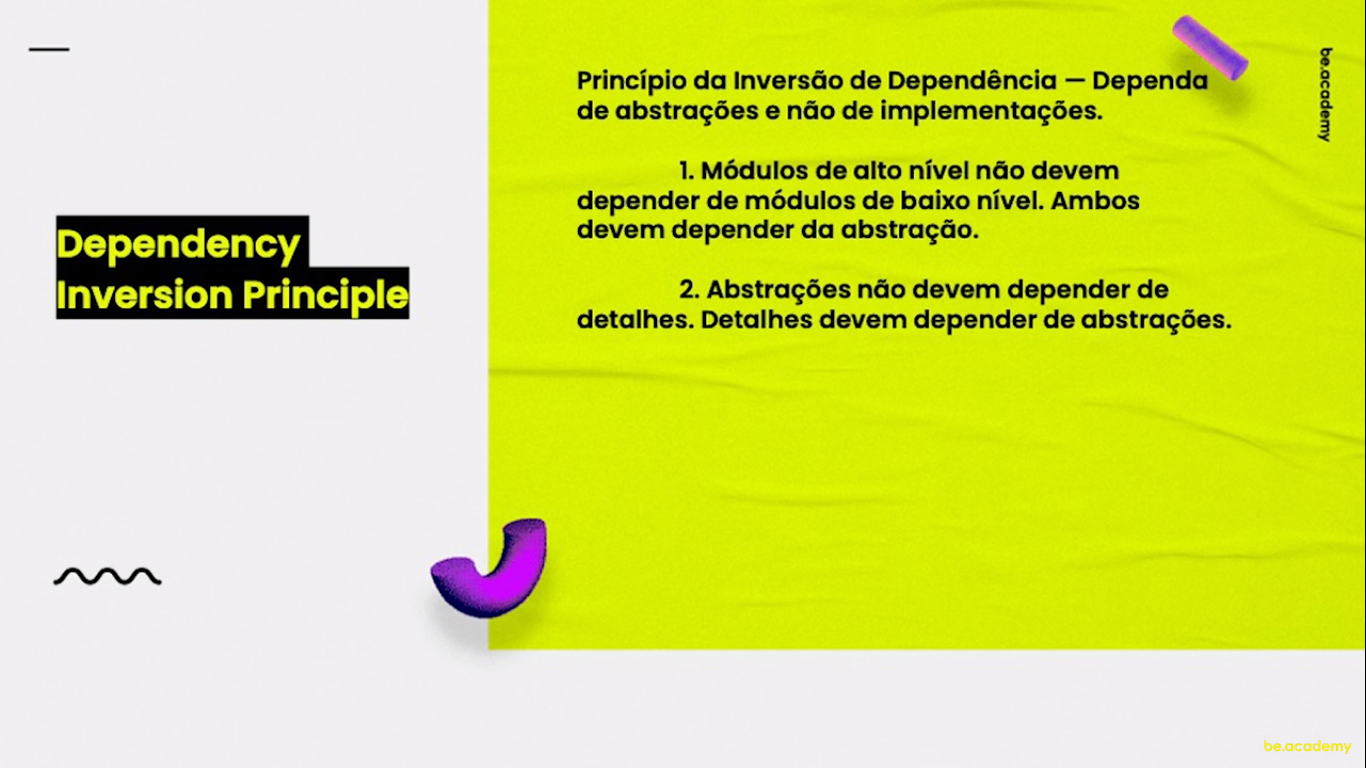 Dependency
Inversion Principle
Princípio da Inversão de Dependência — Dependa
de abstrações e não de implementações.
1. Módulos de alto nível não devem
depender de módulos de baixo nível. Ambos
devem depender da abstração.
2. Abstrações não devem depender de
detalhes. Detalhes devem depender de abstrações.
be.academy
be.academy